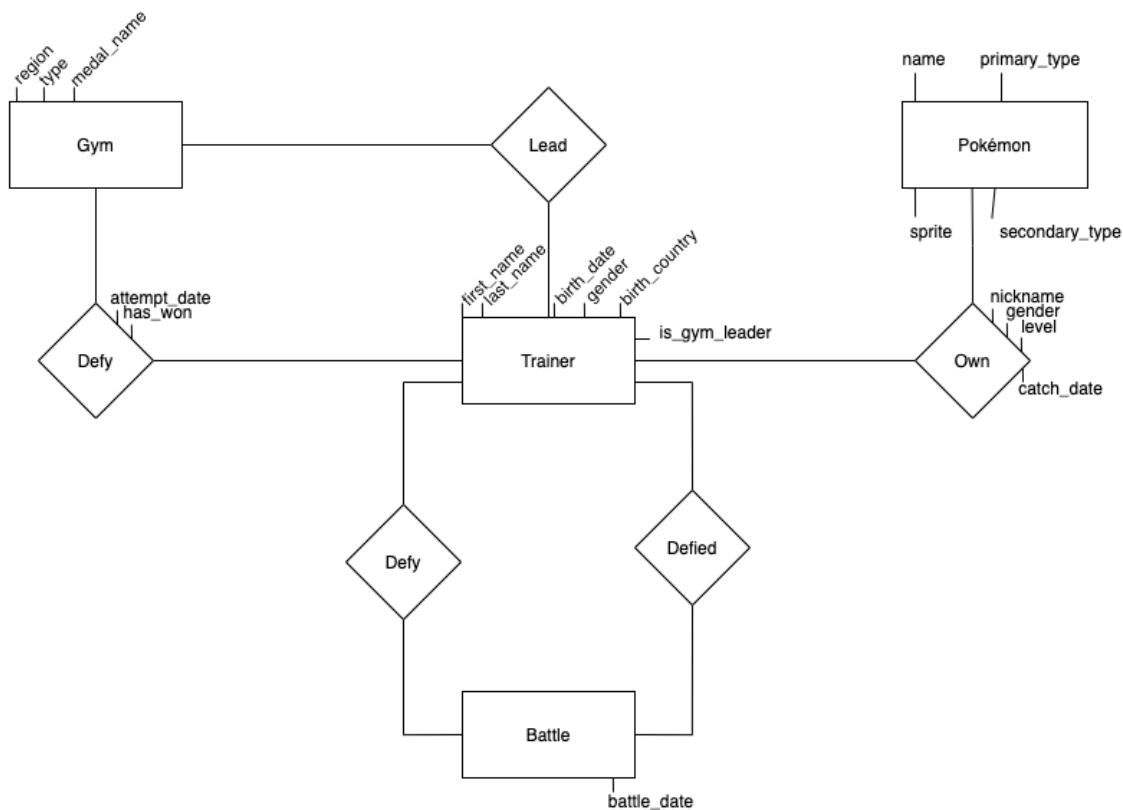 region
type
medal_name
Gym
Lead
name
primary_type
Pokémon
sprite
secondary_type
first_name
last_name
birth_date
gender
birth_country
is_gym_leader
Trainer
attempt_date
has_won
Defy
nickname
gender
level
Own
catch_date
Defy
Defied
Battle
battle_date